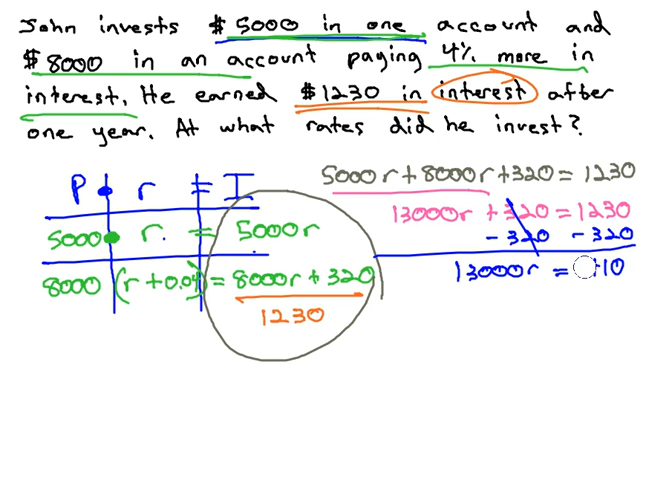 John invests $5000 in one account and
$8000 in an account paying 4% more in
interest. He earned $1230 in interest after
one year. At what rates did he invest?
P • r = I
5000 • r. = 5000r
8000 (r + 0.04) = 8000r + 320
1230
5000r + 8000r + 320 = 1230
13000r + 320 = 1230
- 320 - 320
13000r = 10